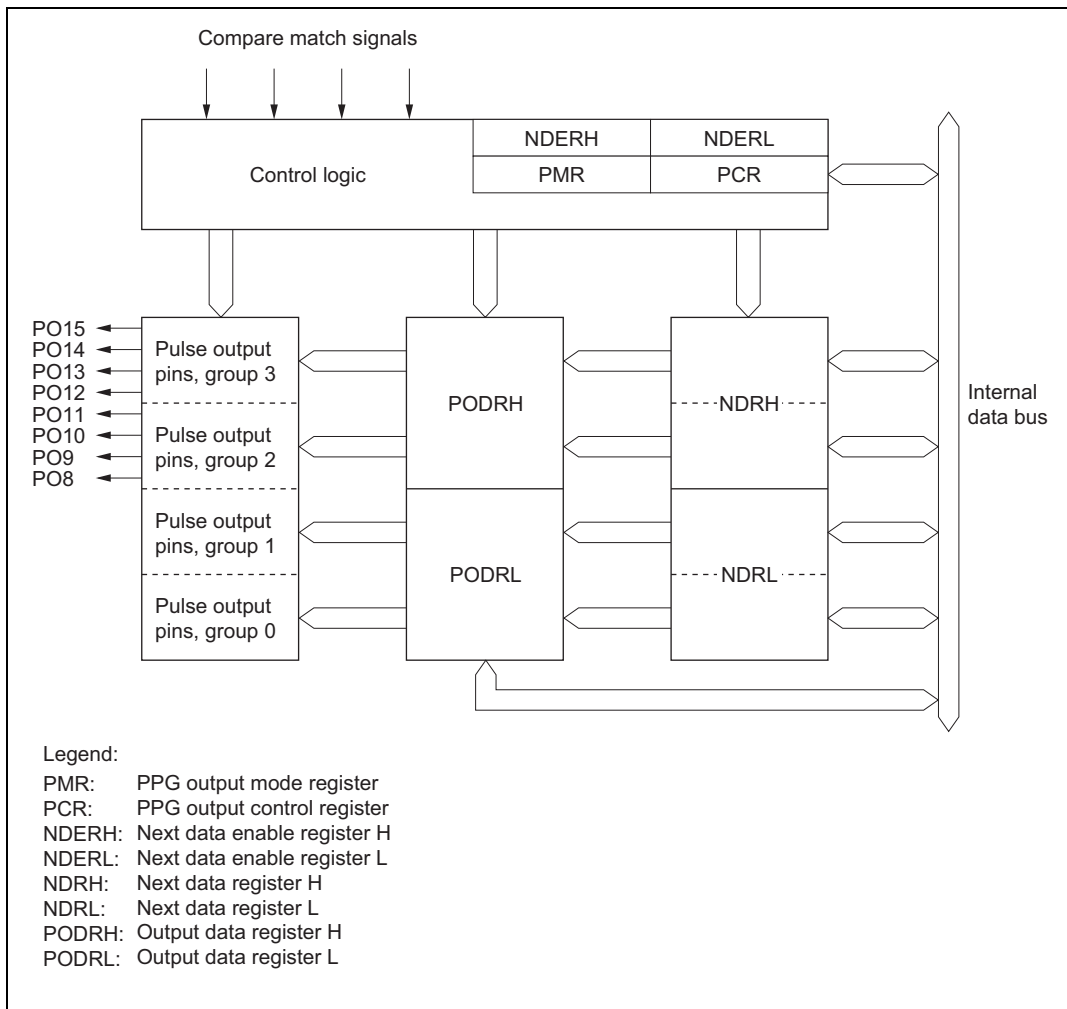 Compare match signals
NDERH NDERL
Control logic
PMR PCR
PO15
PO14
PO13
PO12
PO11
PO10
PO9
PO8
Pulse output
pins, group 3
Pulse output
pins, group 2
Pulse output
pins, group 1
Pulse output
pins, group 0
PODRH
PODRL
NDRH
NDRL
Internal
data bus
Legend:
PMR: PPG output mode register
PCR: PPG output control register
NDERH: Next data enable register H
NDERL: Next data enable register L
NDRH: Next data register H
NDRL: Next data register L
PODRH: Output data register H
PODRL: Output data register L